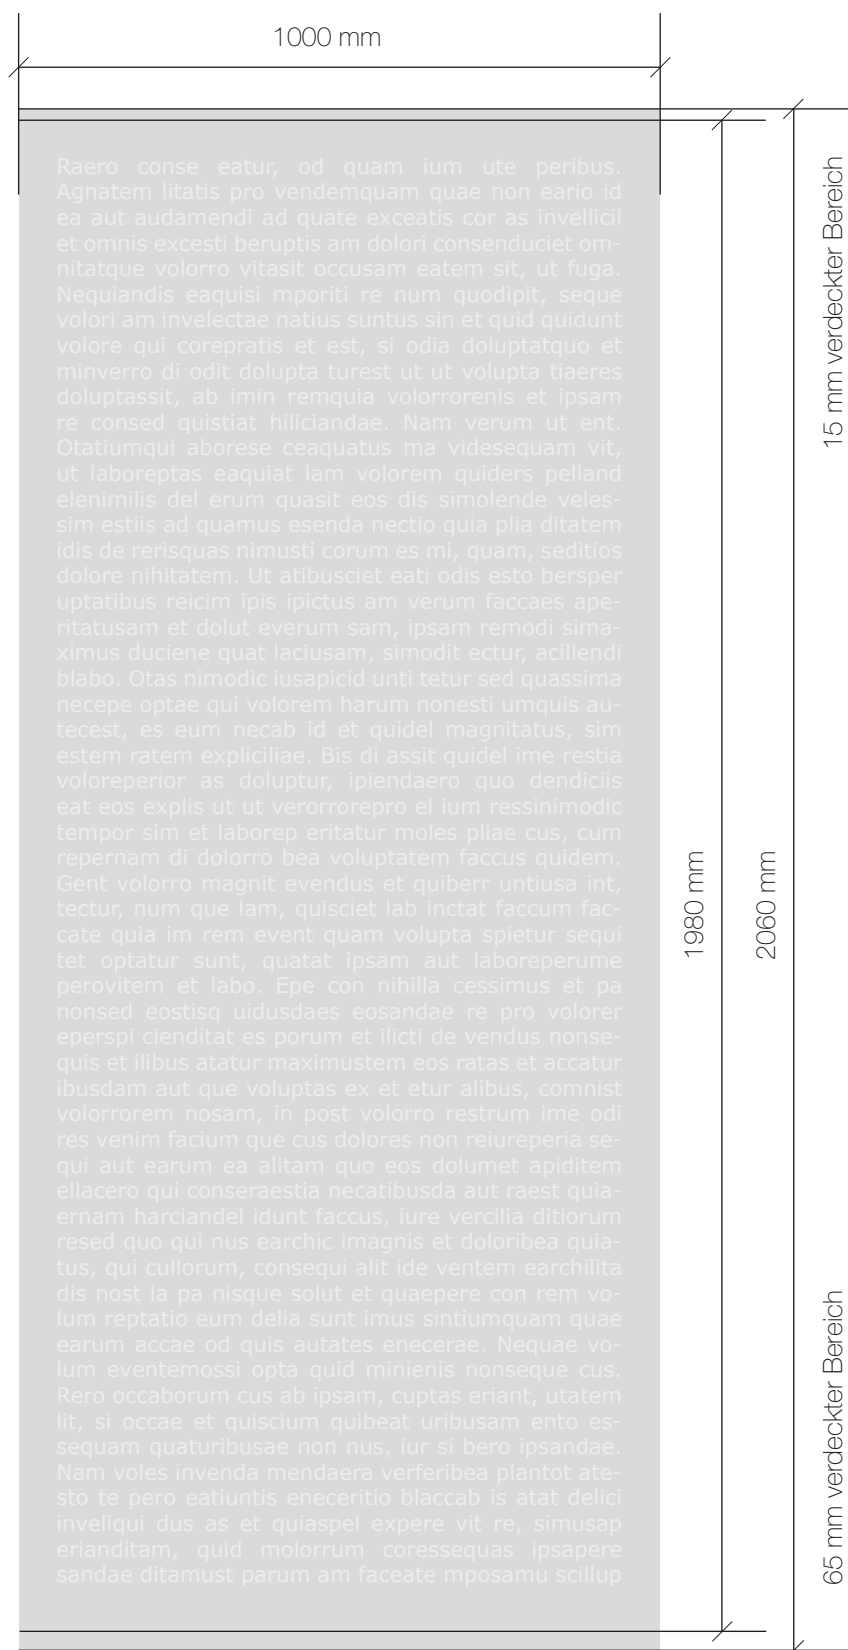 1000 mm
15 mm verdeckter Bereich
Raero conse eatur, od quam ium ute peribus.
Agnatem litatis pro vendemquam quae non eario id
ea aut audamendi ad quate exceatis cor as invellicil
et omnis excesti beruptis am dolori consenduciet om-
nitatque volorro vitasit occusam eatem sit, ut fuga.
Nequiandis eaquisi mporiti re num quodipit, seque
volori am invelectae natius suntus sin et quid quidunt
volore qui corepratis et est, si odia doluptatquo et
minverro di odit dolupta turest ut ut volupta tiaeres
doluptassit, ab imin remquia volorrorenis et ipsam
re consed quistiat hiliciandae. Nam verum ut ent.
Otatiumqui aborese ceaquatus ma videsequam vit,
ut laboreptas eaquiat lam volorem quiders pelland
elenimilis del erum quasit eos dis simolende veles-
sim estiis ad quamus esenda nectio quia plia ditatem
idis de rerisquas nimusti corum es mi, quam, seditios
dolore nihitatem. Ut atibusciet eati odis esto bersper
uptatibus reicim ipis ipictus am verum faccaes ape-
ritatusam et dolut everum sam, ipsam remodi sima-
ximus duciene quat laciusam, simodit ectur, acillendi
blabo. Otas nimodic iusapicid unti tetur sed quassima
necepe optae qui volorem harum nonesti umquis au-
tecest, es eum necab id et quidel magnitatus, sim
estem ratem expliciliae. Bis di assit quidel ime restia
voloreperior as doluptur, ipiendaero quo dendiciis
eat eos explis ut ut verorrorepro el ium ressinimodic
tempor sim et laborep eritatur moles pliae cus, cum
repernam di dolorro bea voluptatem faccus quidem.
Gent volorro magnit evendus et quiberr untiusa int,
tectur, num que lam, quisciet lab inctat faccum fac-
cate quia im rem event quam volupta spietur sequi
tet optatur sunt, quatat ipsam aut laboreperume
perovitem et labo. Epe con nihilla cessimus et pa
nonsed eostisq uidusdaes eosandae re pro volorer
eperspi cienditat es porum et ilicti de vendus nonse-
quis et ilibus atatur maximustem eos ratas et accatur
ibusdam aut que voluptas ex et etur alibus, comnist
volorrorem nosam, in post volorro restrum ime odi
res venim facium que cus dolores non reiureperia se-
qui aut earum ea alitam quo eos dolumet apiditem
ellacero qui conseraestia necatibusda aut raest quia-
ernam harciandel idunt faccus, iure vercilia ditiorum
resed quo qui nus earchic imagnis et doloribea quia-
tus, qui cullorum, consequi alit ide ventem earchilita
dis nost la pa nisque solut et quaepere con rem vo-
lum reptatio eum delia sunt imus sintiumquam quae
earum accae od quis autates enecerae. Nequae vo-
lum eventemossi opta quid minienis nonseque cus.
Rero occaborum cus ab ipsam, cuptas eriant, utatem
lit, si occae et quiscium quibeat uribusam ento es-
sequam quaturibusae non nus, iur si bero ipsandae.
Nam voles invenda mendaera verferibea plantot ate-
sto te pero eatiuntis eneceritio blaccab is atat delici
inveliqui dus as et quiaspel expere vit re, simusap
erianditam, quid molorrum coressequas ipsapere
sandae ditamust parum am faceate mposamu scillup
1980 mm
2060 mm
65 mm verdeckter Bereich